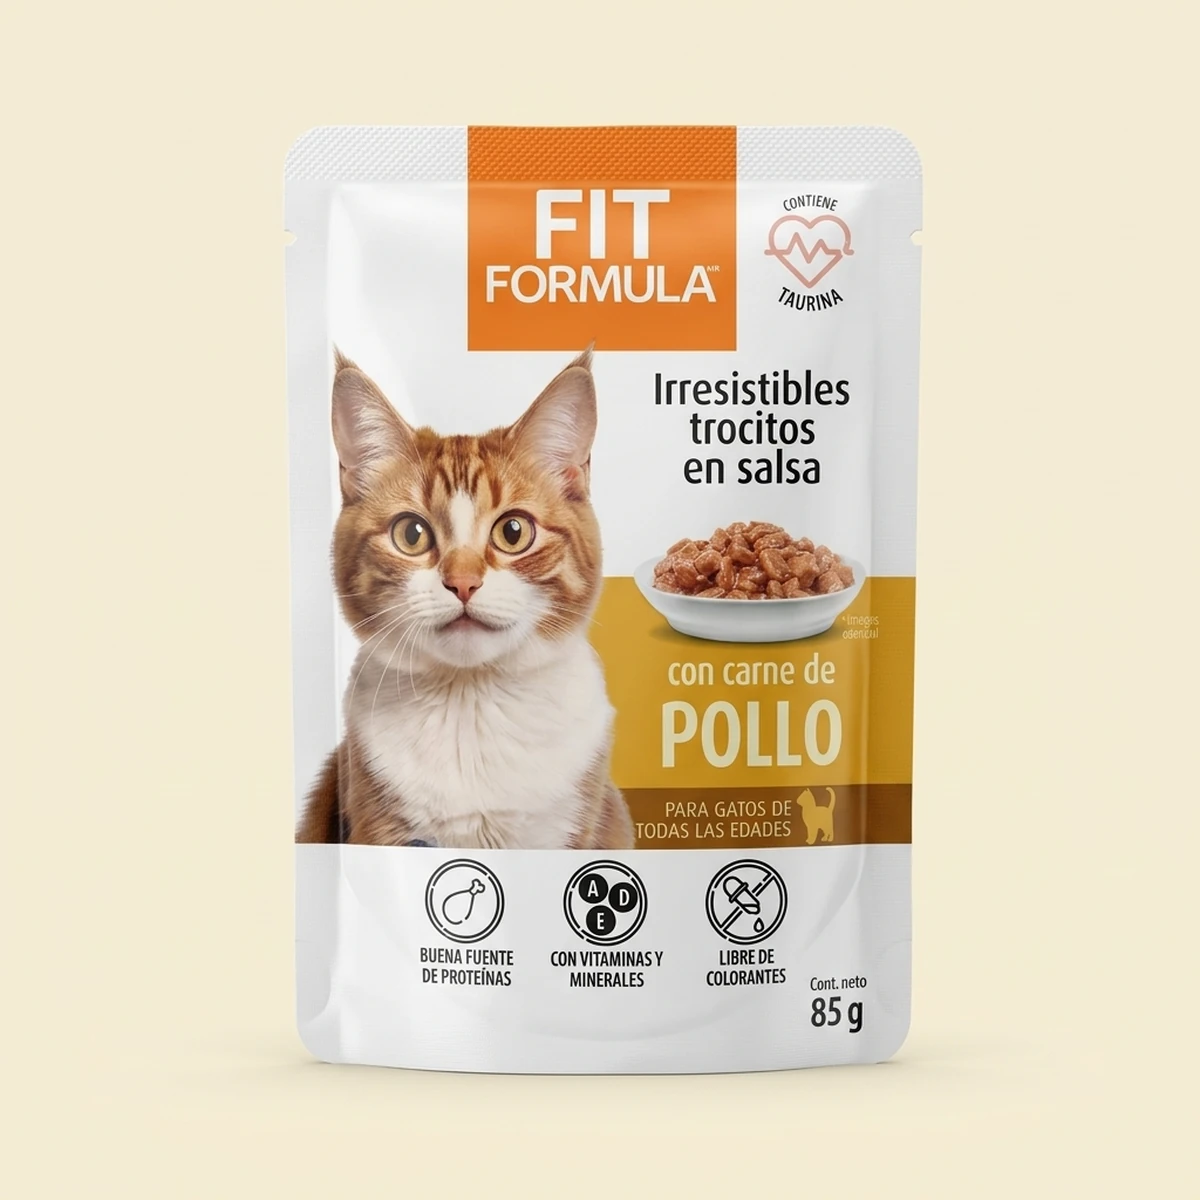 FIT
FORMULA MR
CONTIENE
TAURINA
Irresistibles
trocitos
en salsa
con carne de
POLLO
PARA GATOS DE
TODAS LAS EDADES
A D
E
BUENA FUENTE
DE PROTEÍNAS
CON VITAMINAS Y
MINERALES
LIBRE DE
COLORANTES
Cont. neto
85 g